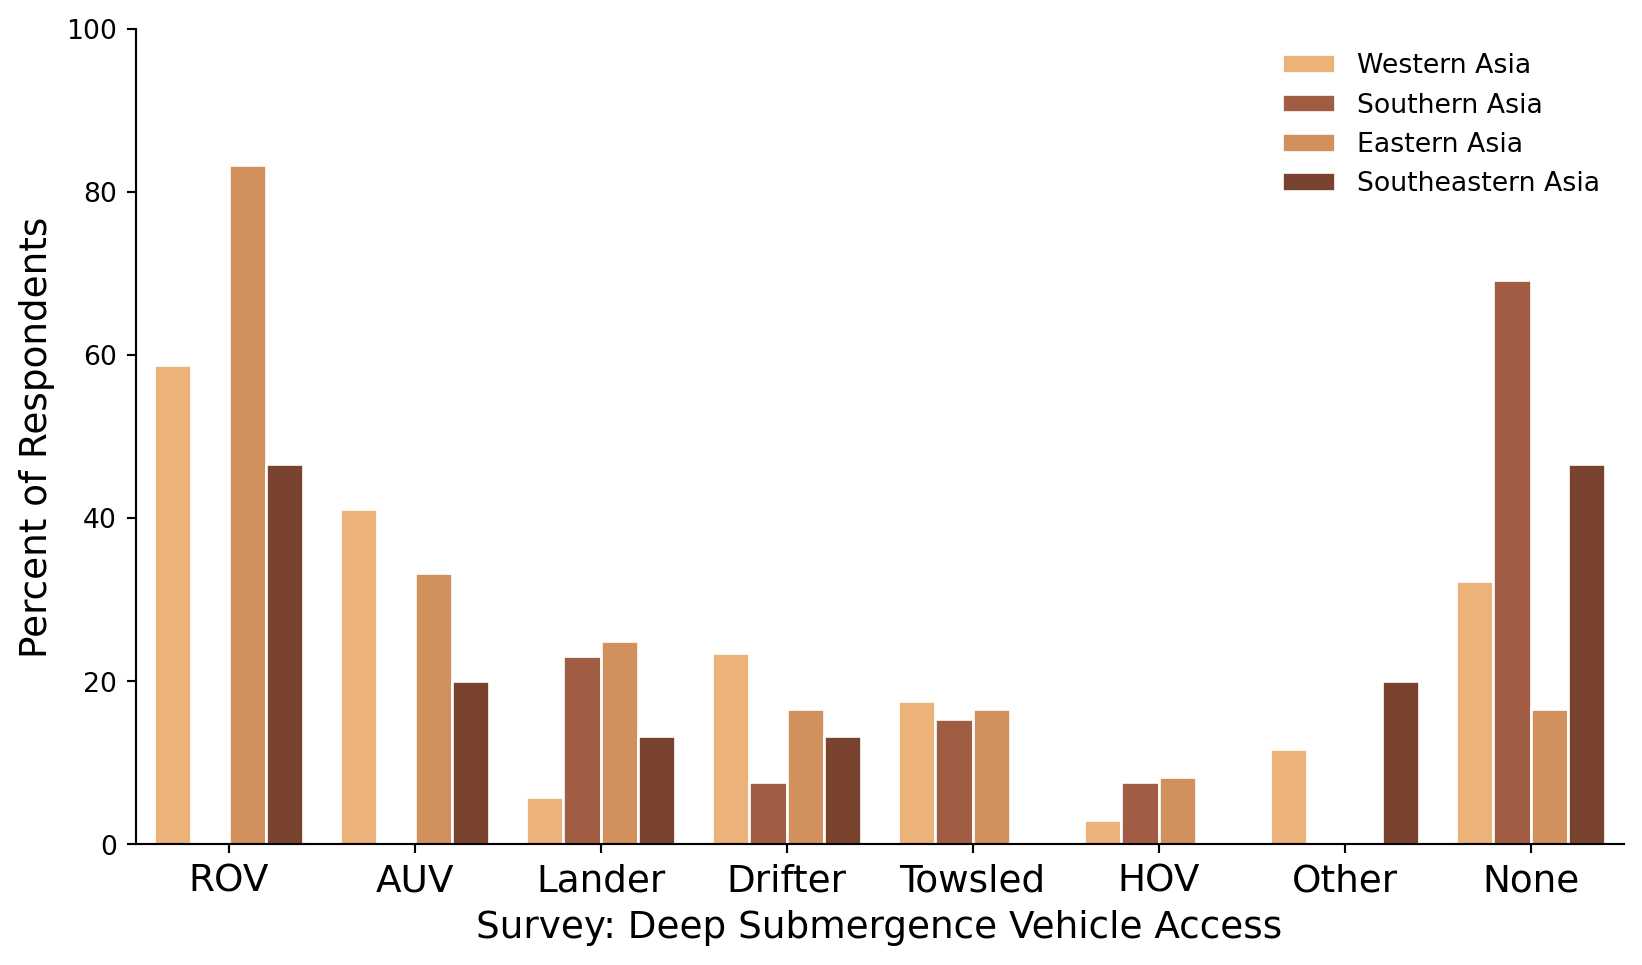 100
80
60
40
20
0
Percent of Respondents
Western Asia
Southern Asia
Eastern Asia
Southeastern Asia
ROV AUV Lander Drifter Towsled HOV Other None
Survey: Deep Submergence Vehicle Access